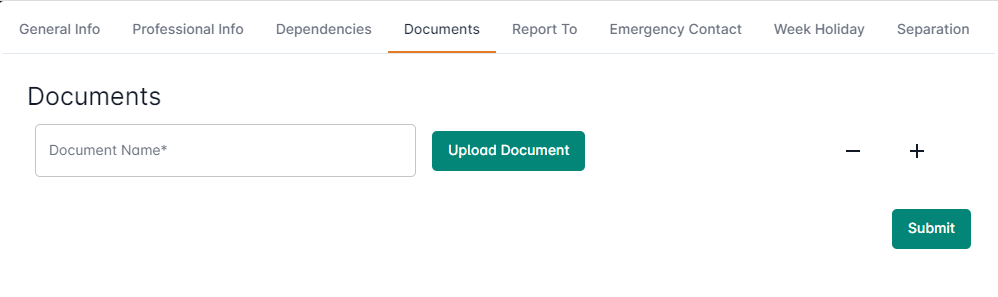 General Info Professional Info Dependencies Documents Report To Emergency Contact Week Holiday Separation
Documents
Document Name* Upload Document
Submit